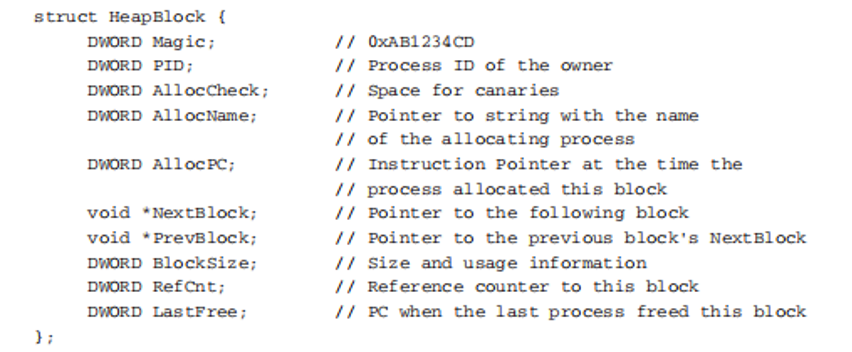 struct HeapBlock {
DWORD Magic; // 0xAB1234CD
DWORD PID; // Process ID of the owner
DWORD AllocCheck; // Space for canaries
DWORD AllocName; // Pointer to string with the name
// of the allocating process
DWORD AllocPC; // Instruction Pointer at the time the
// process allocated this block
void *NextBlock; // Pointer to the following block
void *PrevBlock; // Pointer to the previous block's NextBlock
DWORD BlockSize; // Size and usage information
DWORD RefCnt; // Reference counter to this block
DWORD LastFree; // PC when the last process freed this block
};